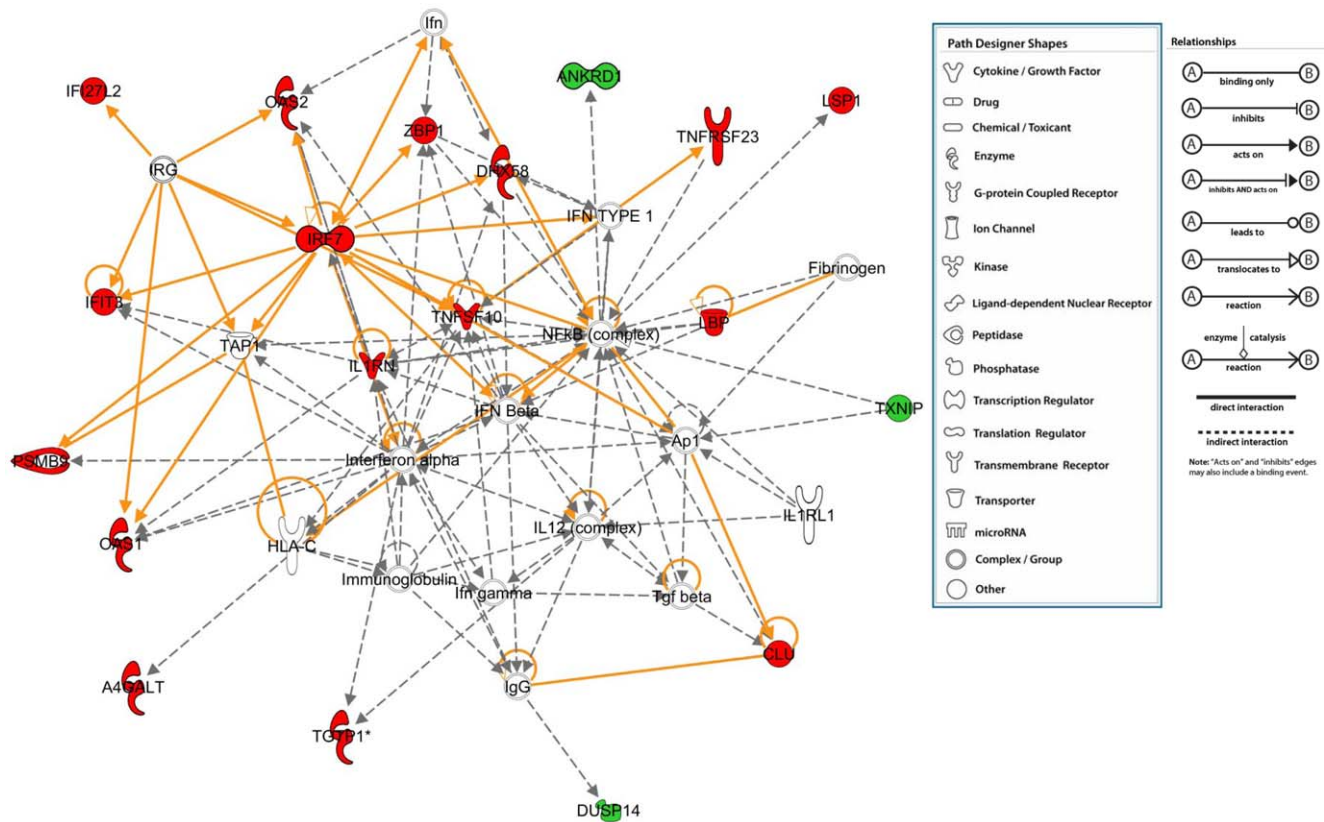 Ifn
IFI27L2
OAS2
ANKRD1
ZBP1
TNFRSF23
LSP1
IRG
DHX58
IFN TYPE 1
IRF7
Fibrinogen
IFIT3
TNFSF10
NFkB (complex)
LBP
TAP1
IL1RN
IFN Beta
TXNIP
Ap1
PSMB9
Interferon alpha
IL1RL1
OAS1
HLA-C
IL12 (complex)
Immunoglobulin
Ifn gamma
Tgf beta
CLU
A4GALT
IgG
TGTP1*
DUSP14
Path Designer Shapes
Cytokine / Growth Factor
Drug
Chemical / Toxicant
Enzyme
G-protein Coupled Receptor
Ion Channel
Kinase
Ligand-dependent Nuclear Receptor
Peptidase
Phosphatase
Transcription Regulator
Translation Regulator
Transmembrane Receptor
Transporter
microRNA
Complex / Group
Other
Relationships
A B
binding only
A B
inhibits
A B
acts on
A B
inhibits AND acts on
A B
leads to
A B
translocates to
A B
reaction
enzyme catalysis
A B
reaction
direct interaction
indirect interaction
Note: "Acts on" and "inhibits" edges
may also include a binding event.